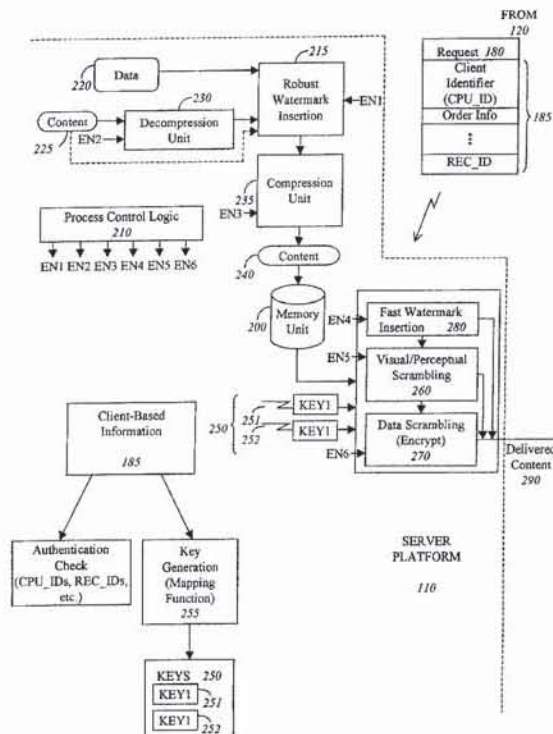 FROM
120
Request 180
Client
Identifier
(CPU_ID)
Order Info
REC_ID
185
215
220
Data
230
Robust
Watermark
Insertion
EN1
Content
225
EN2
Decompression
Unit
235
Compression
Unit
EN3
Process Control Logic
210
EN1 EN2 EN3 EN4 EN5 EN6
240
Content
200
Memory
Unit
EN4
Fast Watermark
Insertion 280
EN5
Visual/Perceptual
Scrambling
260
250
251
KEY1
252
KEY1
Data Scrambling
(Encrypt)
270
EN6
Delivered
Content
290
Client-Based
Information
185
SERVER
PLATFORM
110
Authentication
Check
(CPU_IDs, REC_IDs,
etc.)
Key
Generation
(Mapping
Function)
255
KEYS 250
KEY1
251
KEY1
252